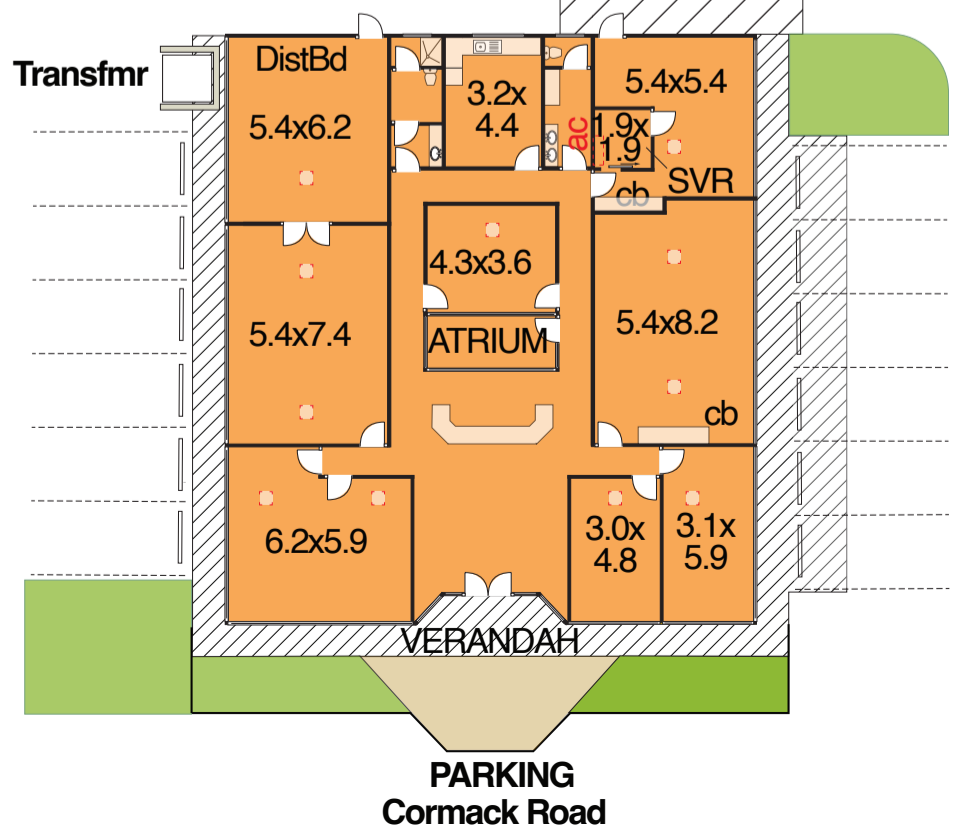 Transfmr
DistBd
5.4x6.2
3.2x
4.4
ac
5.4x5.4
1.9x
1.9
SVR
cb
4.3x3.6
5.4x7.4
ATRIUM
5.4x8.2
cb
6.2x5.9
3.0x
4.8
3.1x
5.9
VERANDAH
PARKING
Cormack Road